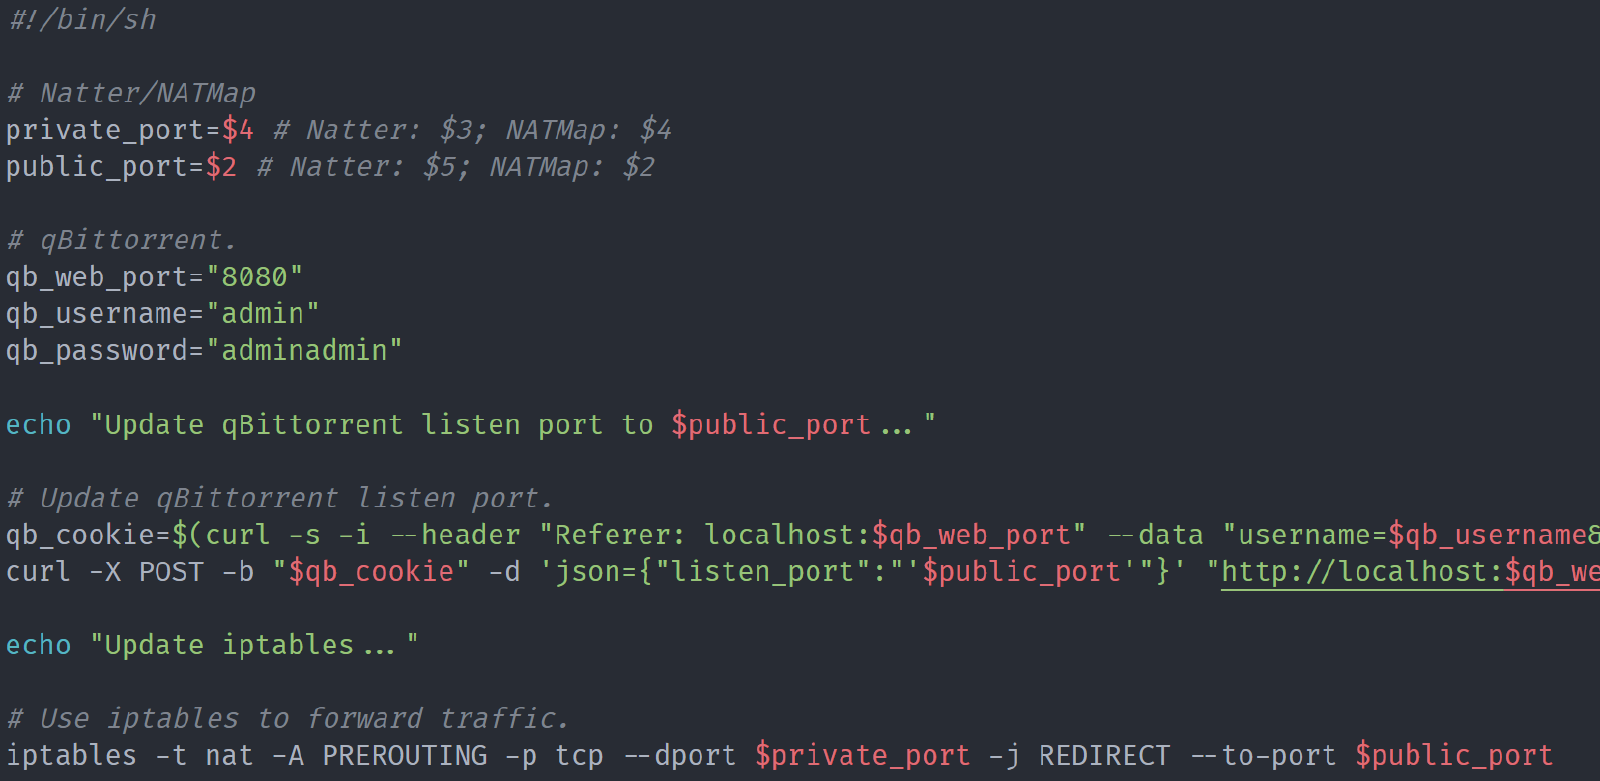 #!/bin/sh
# Natter/NATMap
private_port=$4 # Natter: $3; NATMap: $4
public_port=$2 # Natter: $5; NATMap: $2
# qBittorrent.
qb_web_port="8080"
qb_username="admin"
qb_password="adminadmin"
echo "Update qBittorrent listen port to $public_port..."
# Update qBittorrent listen port.
qb_cookie=$(curl -s -i --header "Referer: localhost:$qb_web_port" --data "username=$qb_username&
curl -X POST -b "$qb_cookie" -d 'json={"listen_port":"'$public_port'"}' "http://localhost:$qb_we
echo "Update iptables..."
# Use iptables to forward traffic.
iptables -t nat -A PREROUTING -p tcp --dport $private_port -j REDIRECT --to-port $public_port